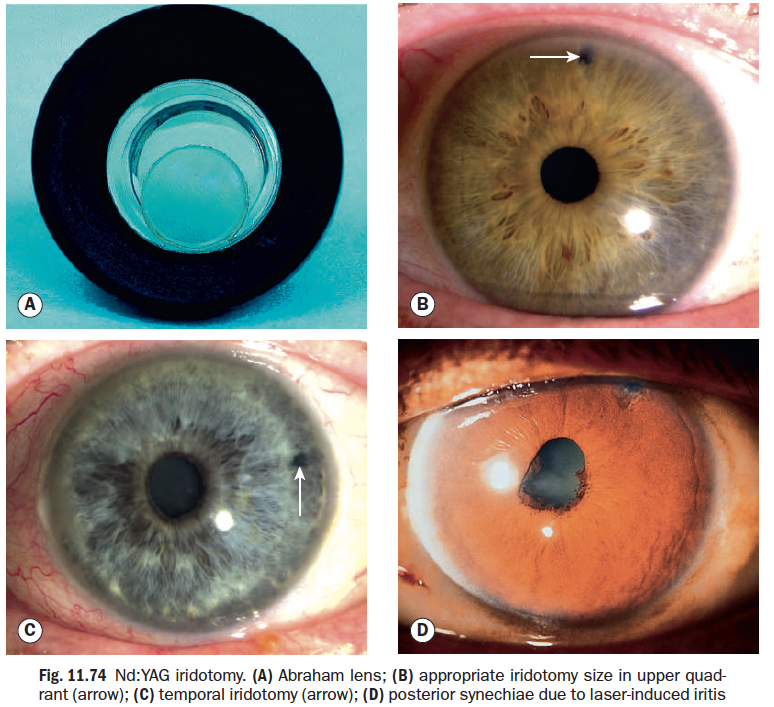 A
B
C
D
Fig. 11.74 Nd:YAG iridotomy. (A) Abraham lens; (B) appropriate iridotomy size in upper quad-
rant (arrow); (C) temporal iridotomy (arrow); (D) posterior synechiae due to laser-induced iritis